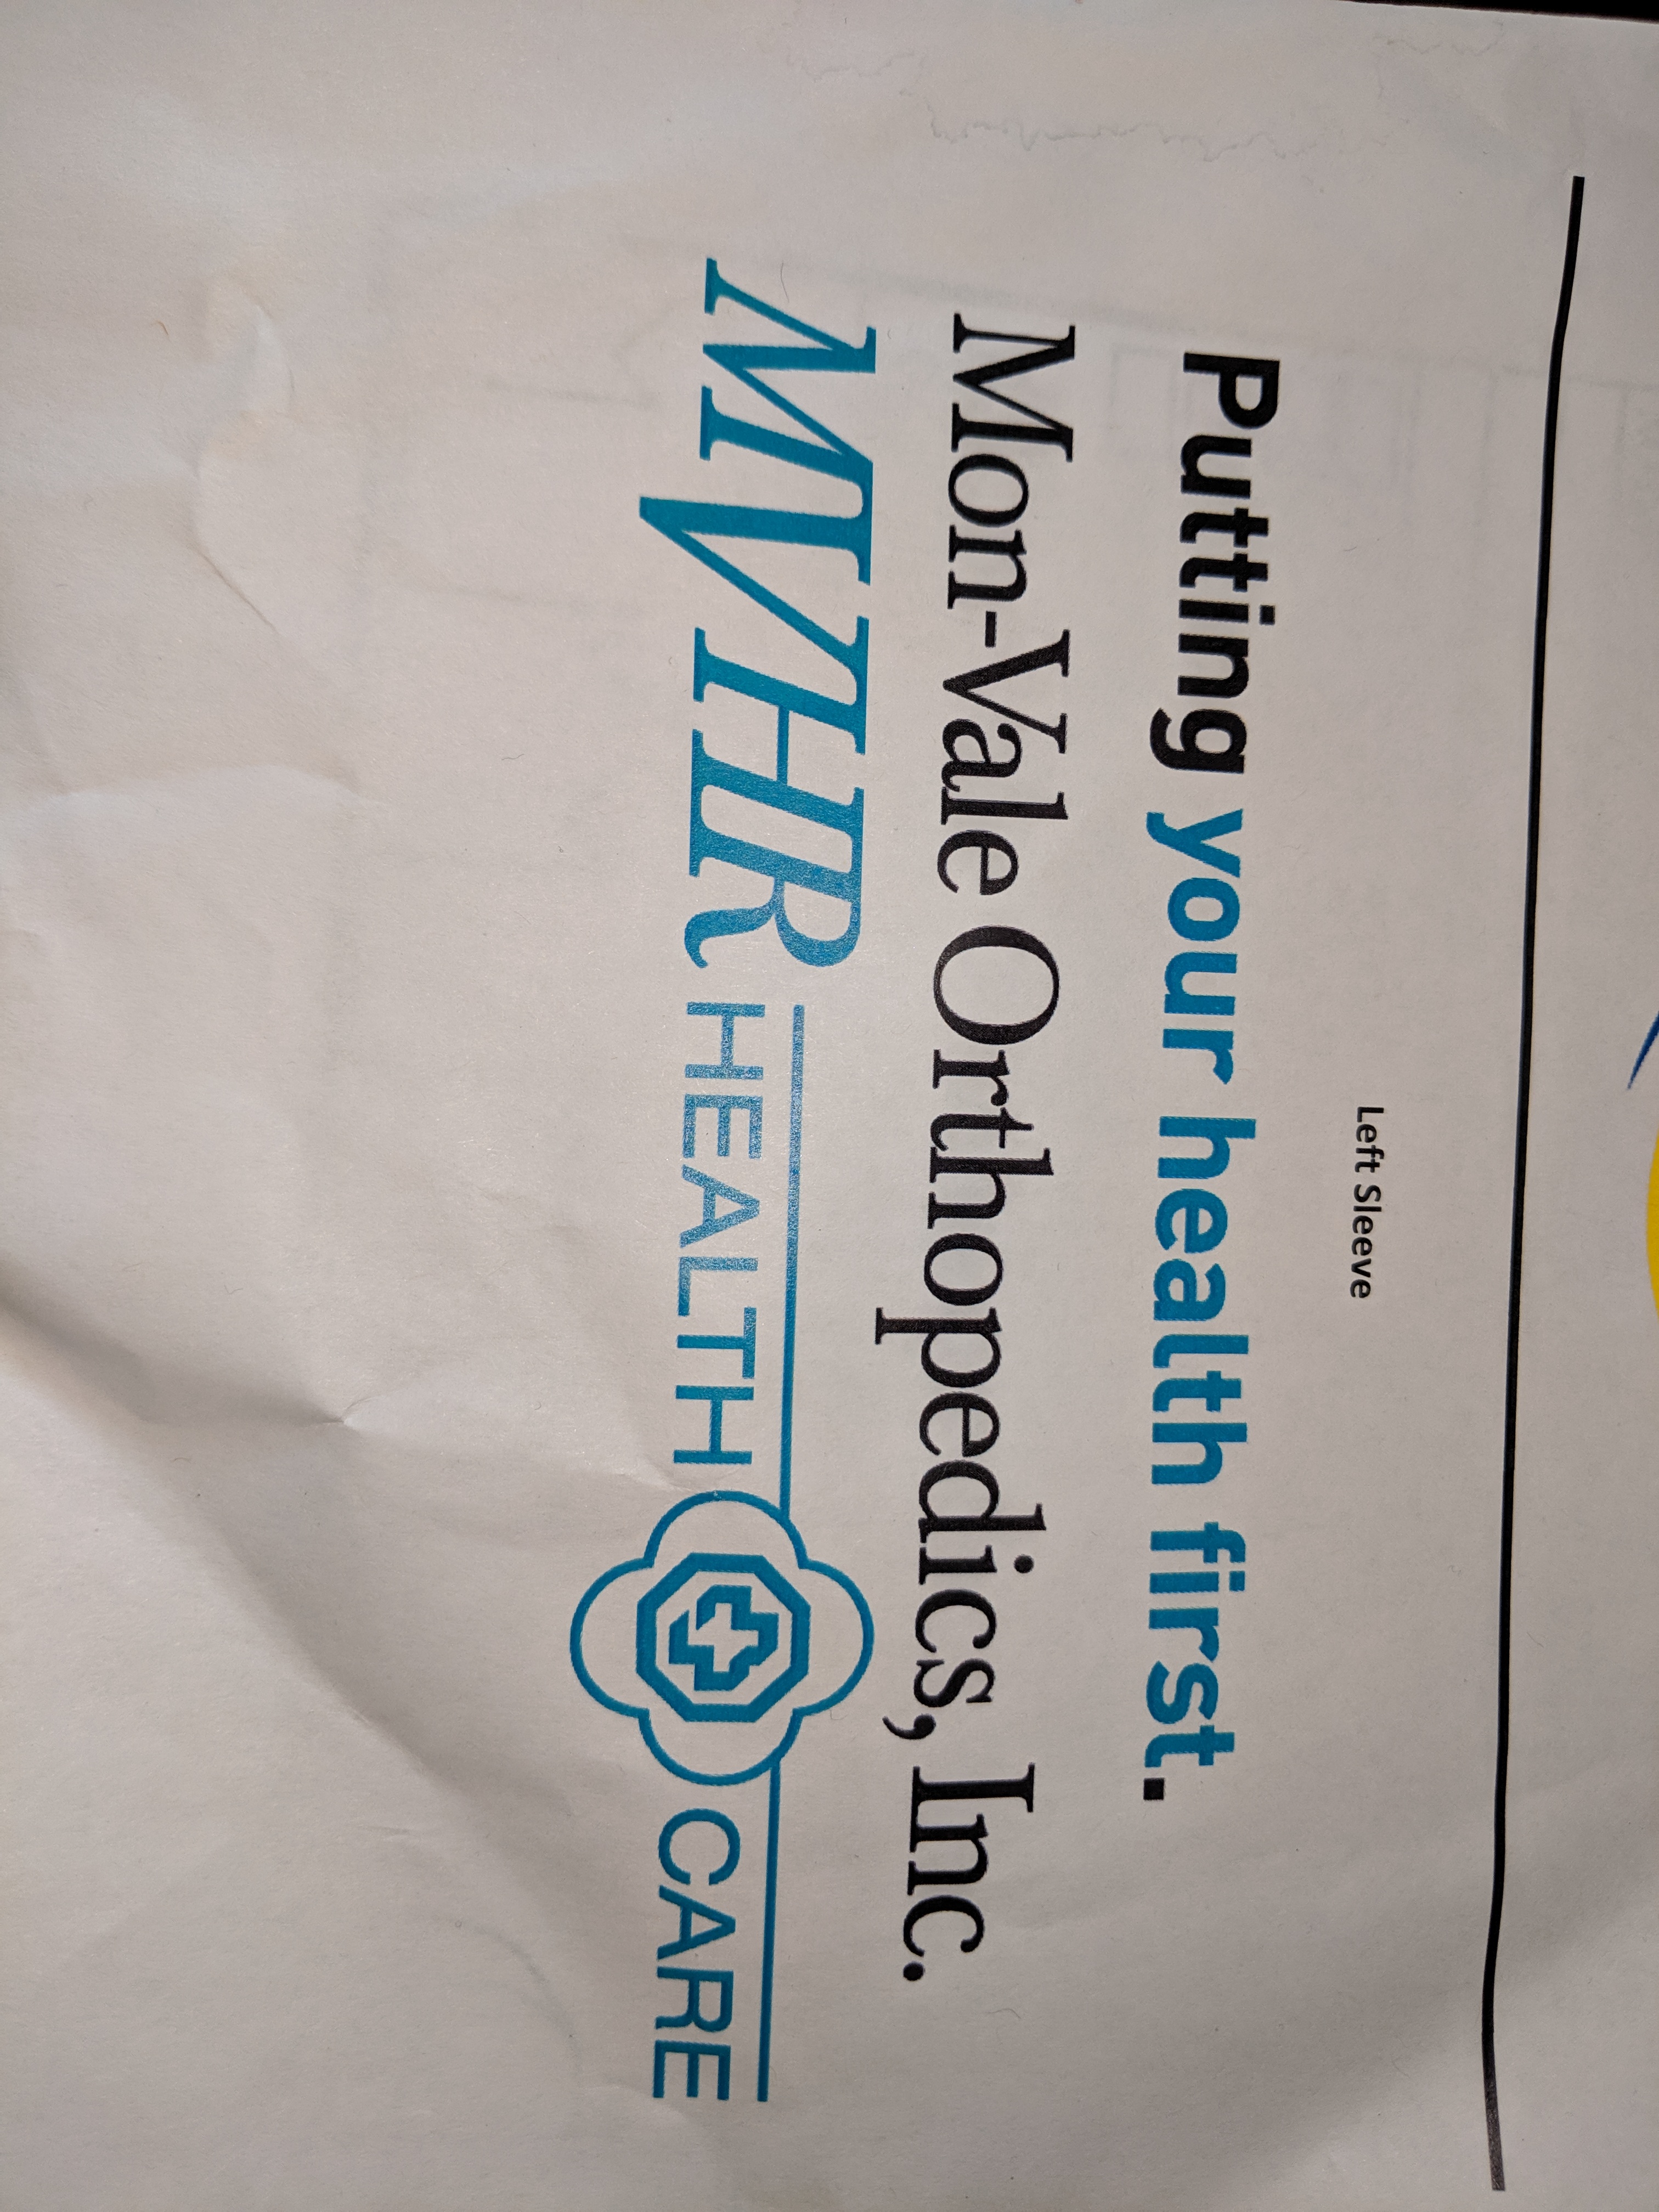 Left Sleeve
Putting your health first.
Mon-Vale Orthopedics, Inc.
MVHR HEALTH CARE